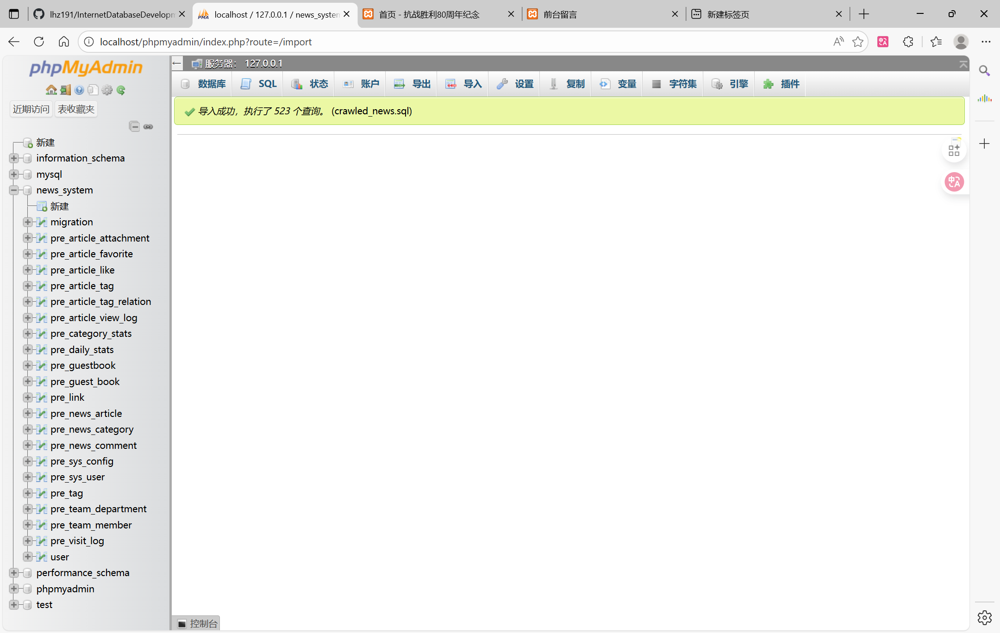 lhz191/InternetDatabaseDevelopn
localhost / 127.0.0.1 / news_system
首页 - 抗战胜利80周年纪念
前台留言
新建标签页
localhost/phpmyadmin/index.php?route=/import
phpMyAdmin
近期访问
表收藏夹
新建
information_schema
mysql
news_system
新建
migration
pre_article_attachment
pre_article_favorite
pre_article_like
pre_article_tag
pre_article_tag_relation
pre_article_view_log
pre_category_stats
pre_daily_stats
pre_guestbook
pre_guest_book
pre_link
pre_news_article
pre_news_category
pre_news_comment
pre_sys_config
pre_sys_user
pre_tag
pre_team_department
pre_team_member
pre_visit_log
user
performance_schema
phpmyadmin
test
服务器： 127.0.0.1
数据库
SQL
状态
账户
导出
导入
设置
复制
变量
字符集
引擎
插件
导入成功，执行了 523 个查询。 (crawled_news.sql)
控制台